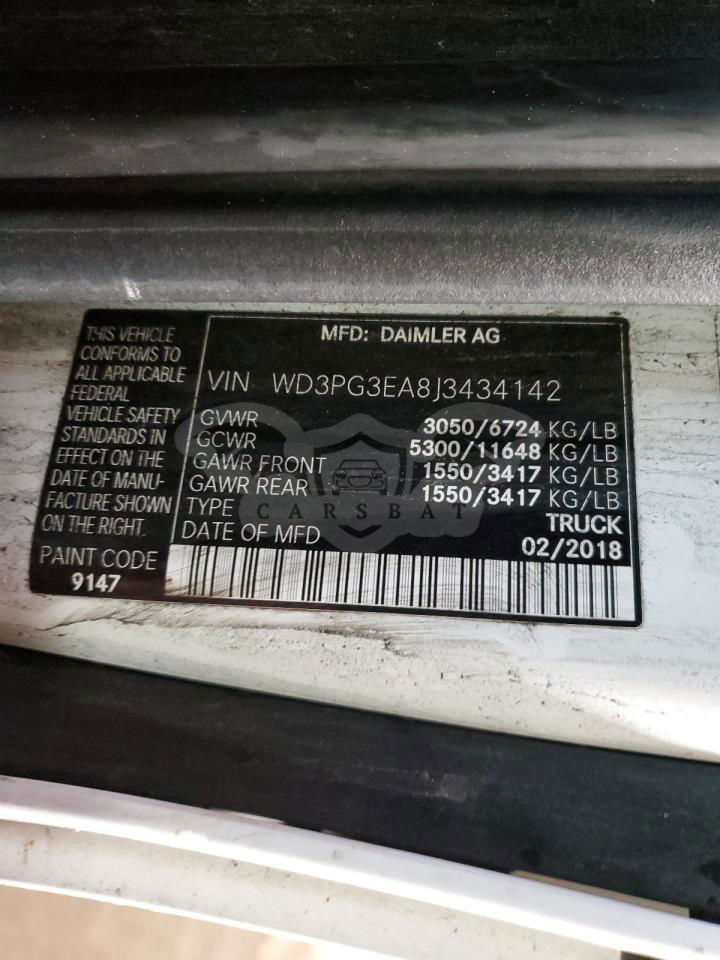 THIS VEHICLE
CONFORMS TO
ALL APPLICABLE
FEDERAL
VEHICLE SAFETY
STANDARDS IN
EFFECT ON THE
DATE OF MANU-
FACTURE SHOWN
ON THE RIGHT.
PAINT CODE
9147
MFD: DAIMLER AG
VIN WD3PG3EA8J3434142
GVWR 3050/6724 KG/LB
GCWR 5300/11648 KG/LB
GAWR FRONT 1550/3417 KG/LB
GAWR REAR 1550/3417 KG/LB
TYPE TRUCK
DATE OF MFD 02/2018
CARSBAT